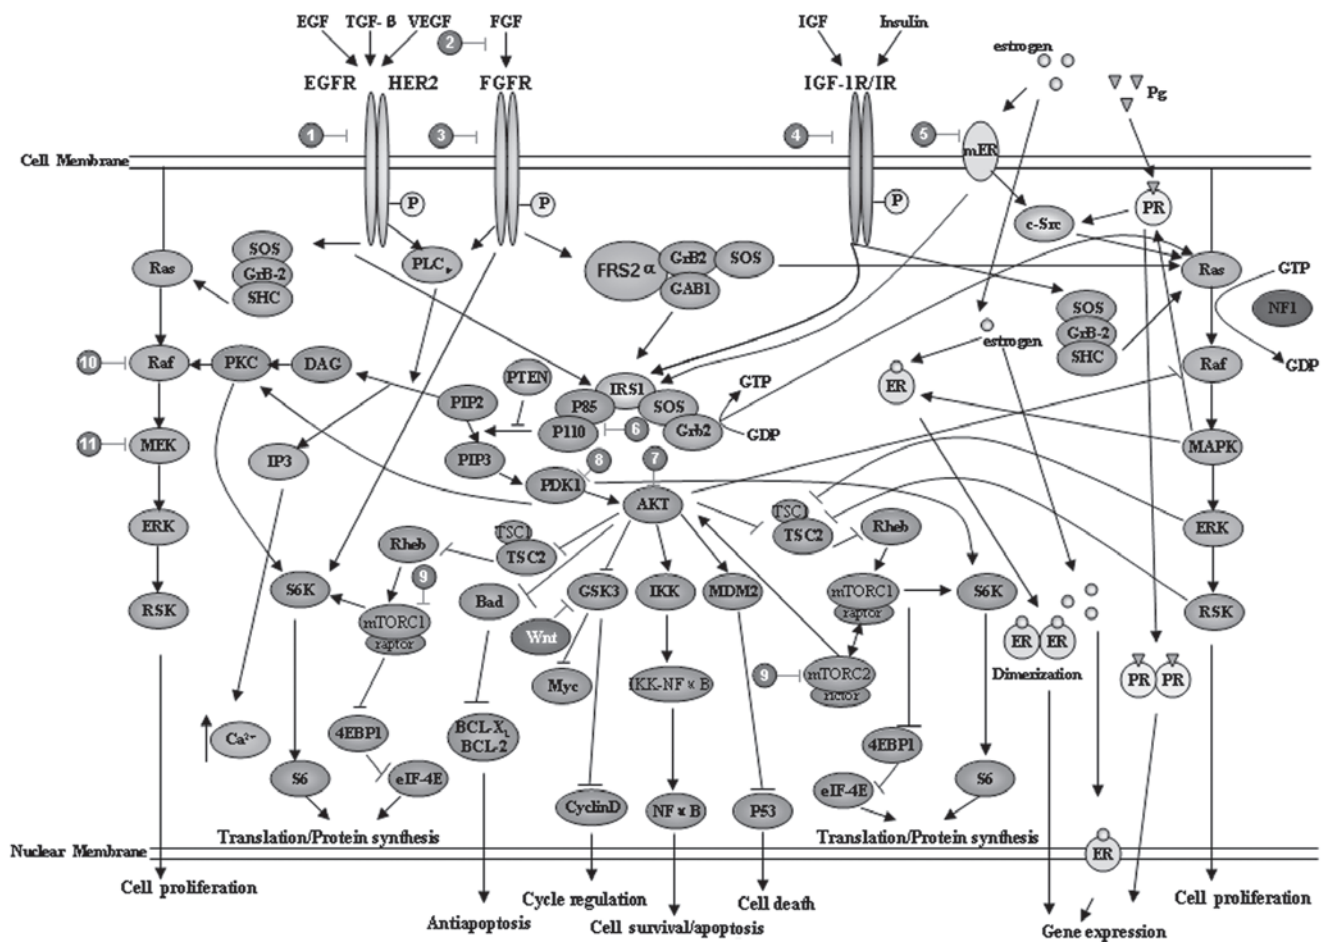 EGF TGF-B VEGF FGF IGF Insulin
estrogen
2
EGFR HER2 FGFR IGF-1R/IR
Pg
1 3 4 5
mER
Cell Membrane
P P P
PR
c-Src
SOS
GrB-2
SHC
Ras
PLC
FRS2α
GrB2 SOS
GAB1
Ras
GTP
NF1
GDP
SOS
GrB-2
SHC
estrogen
10 Raf PKC DAG
PTEN
IRS1
P85 SOS
P110 6 Grb2
GTP
GDP
ER
Raf
PIP2
11 MEK
IP3
PIP3
8 7
PDK1
AKT
MAPK
ERK
Rheb
TSC1
TSC2
TSC1
TSC2
Rheb
ERK
9
S6K
mTORC1
raptor
Bad
GSK3 IKK MDM2
mTORC1
raptor
S6K
RSK
RSK
Wnt
ER ER
Dimerization
Myc
IKK-NFκB
9 mTORC2
rictor
PR PR
Ca2+
4EBP1
BCL-XL
BCL-2
4EBP1
S6 eIF-4E
CyclinD NFκB P53
eIF-4E S6
Translation/Protein synthesis
Translation/Protein synthesis
Nuclear Membrane
ER
Cell proliferation
Antiapoptosis
Cycle regulation
Cell survival/apoptosis
Cell death
Gene expression
Cell proliferation